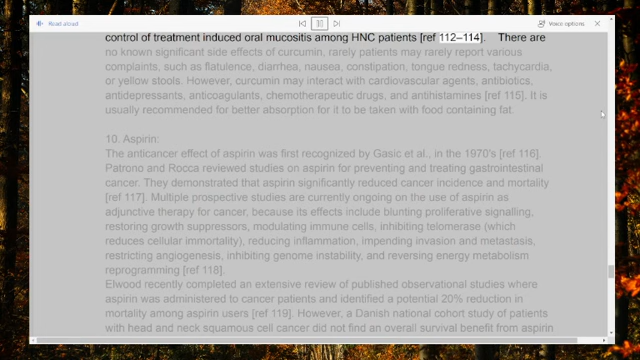 Read aloud
Voice options
control of treatment induced oral mucositis among HNC patients [ref 112–114]. There are
no known significant side effects of curcumin, rarely patients may rarely report various
complaints, such as flatulence, diarrhea, nausea, constipation, tongue redness, tachycardia,
or yellow stools. However, curcumin may interact with cardiovascular agents, antibiotics,
antidepressants, anticoagulants, chemotherapeutic drugs, and antihistamines [ref 115]. It is
usually recommended for better absorption for it to be taken with food containing fat.
10. Aspirin:
The anticancer effect of aspirin was first recognized by Gasic et al., in the 1970's [ref 116].
Patrono and Rocca reviewed studies on aspirin for preventing and treating gastrointestinal
cancer. They demonstrated that aspirin significantly reduced cancer incidence and mortality
[ref 117]. Multiple prospective studies are currently ongoing on the use of aspirin as
adjunctive therapy for cancer, because its effects include blunting proliferative signalling,
restoring growth suppressors, modulating immune cells, inhibiting telomerase (which
reduces cellular immortality), reducing inflammation, impending invasion and metastasis,
restricting angiogenesis, inhibiting genome instability, and reversing energy metabolism
reprogramming [ref 118].
Elwood recently completed an extensive review of published observational studies where
aspirin was administered to cancer patients and identified a potential 20% reduction in
mortality among aspirin users [ref 119]. However, a Danish national cohort study of patients
with head and neck squamous cell cancer did not find an overall survival benefit from aspirin